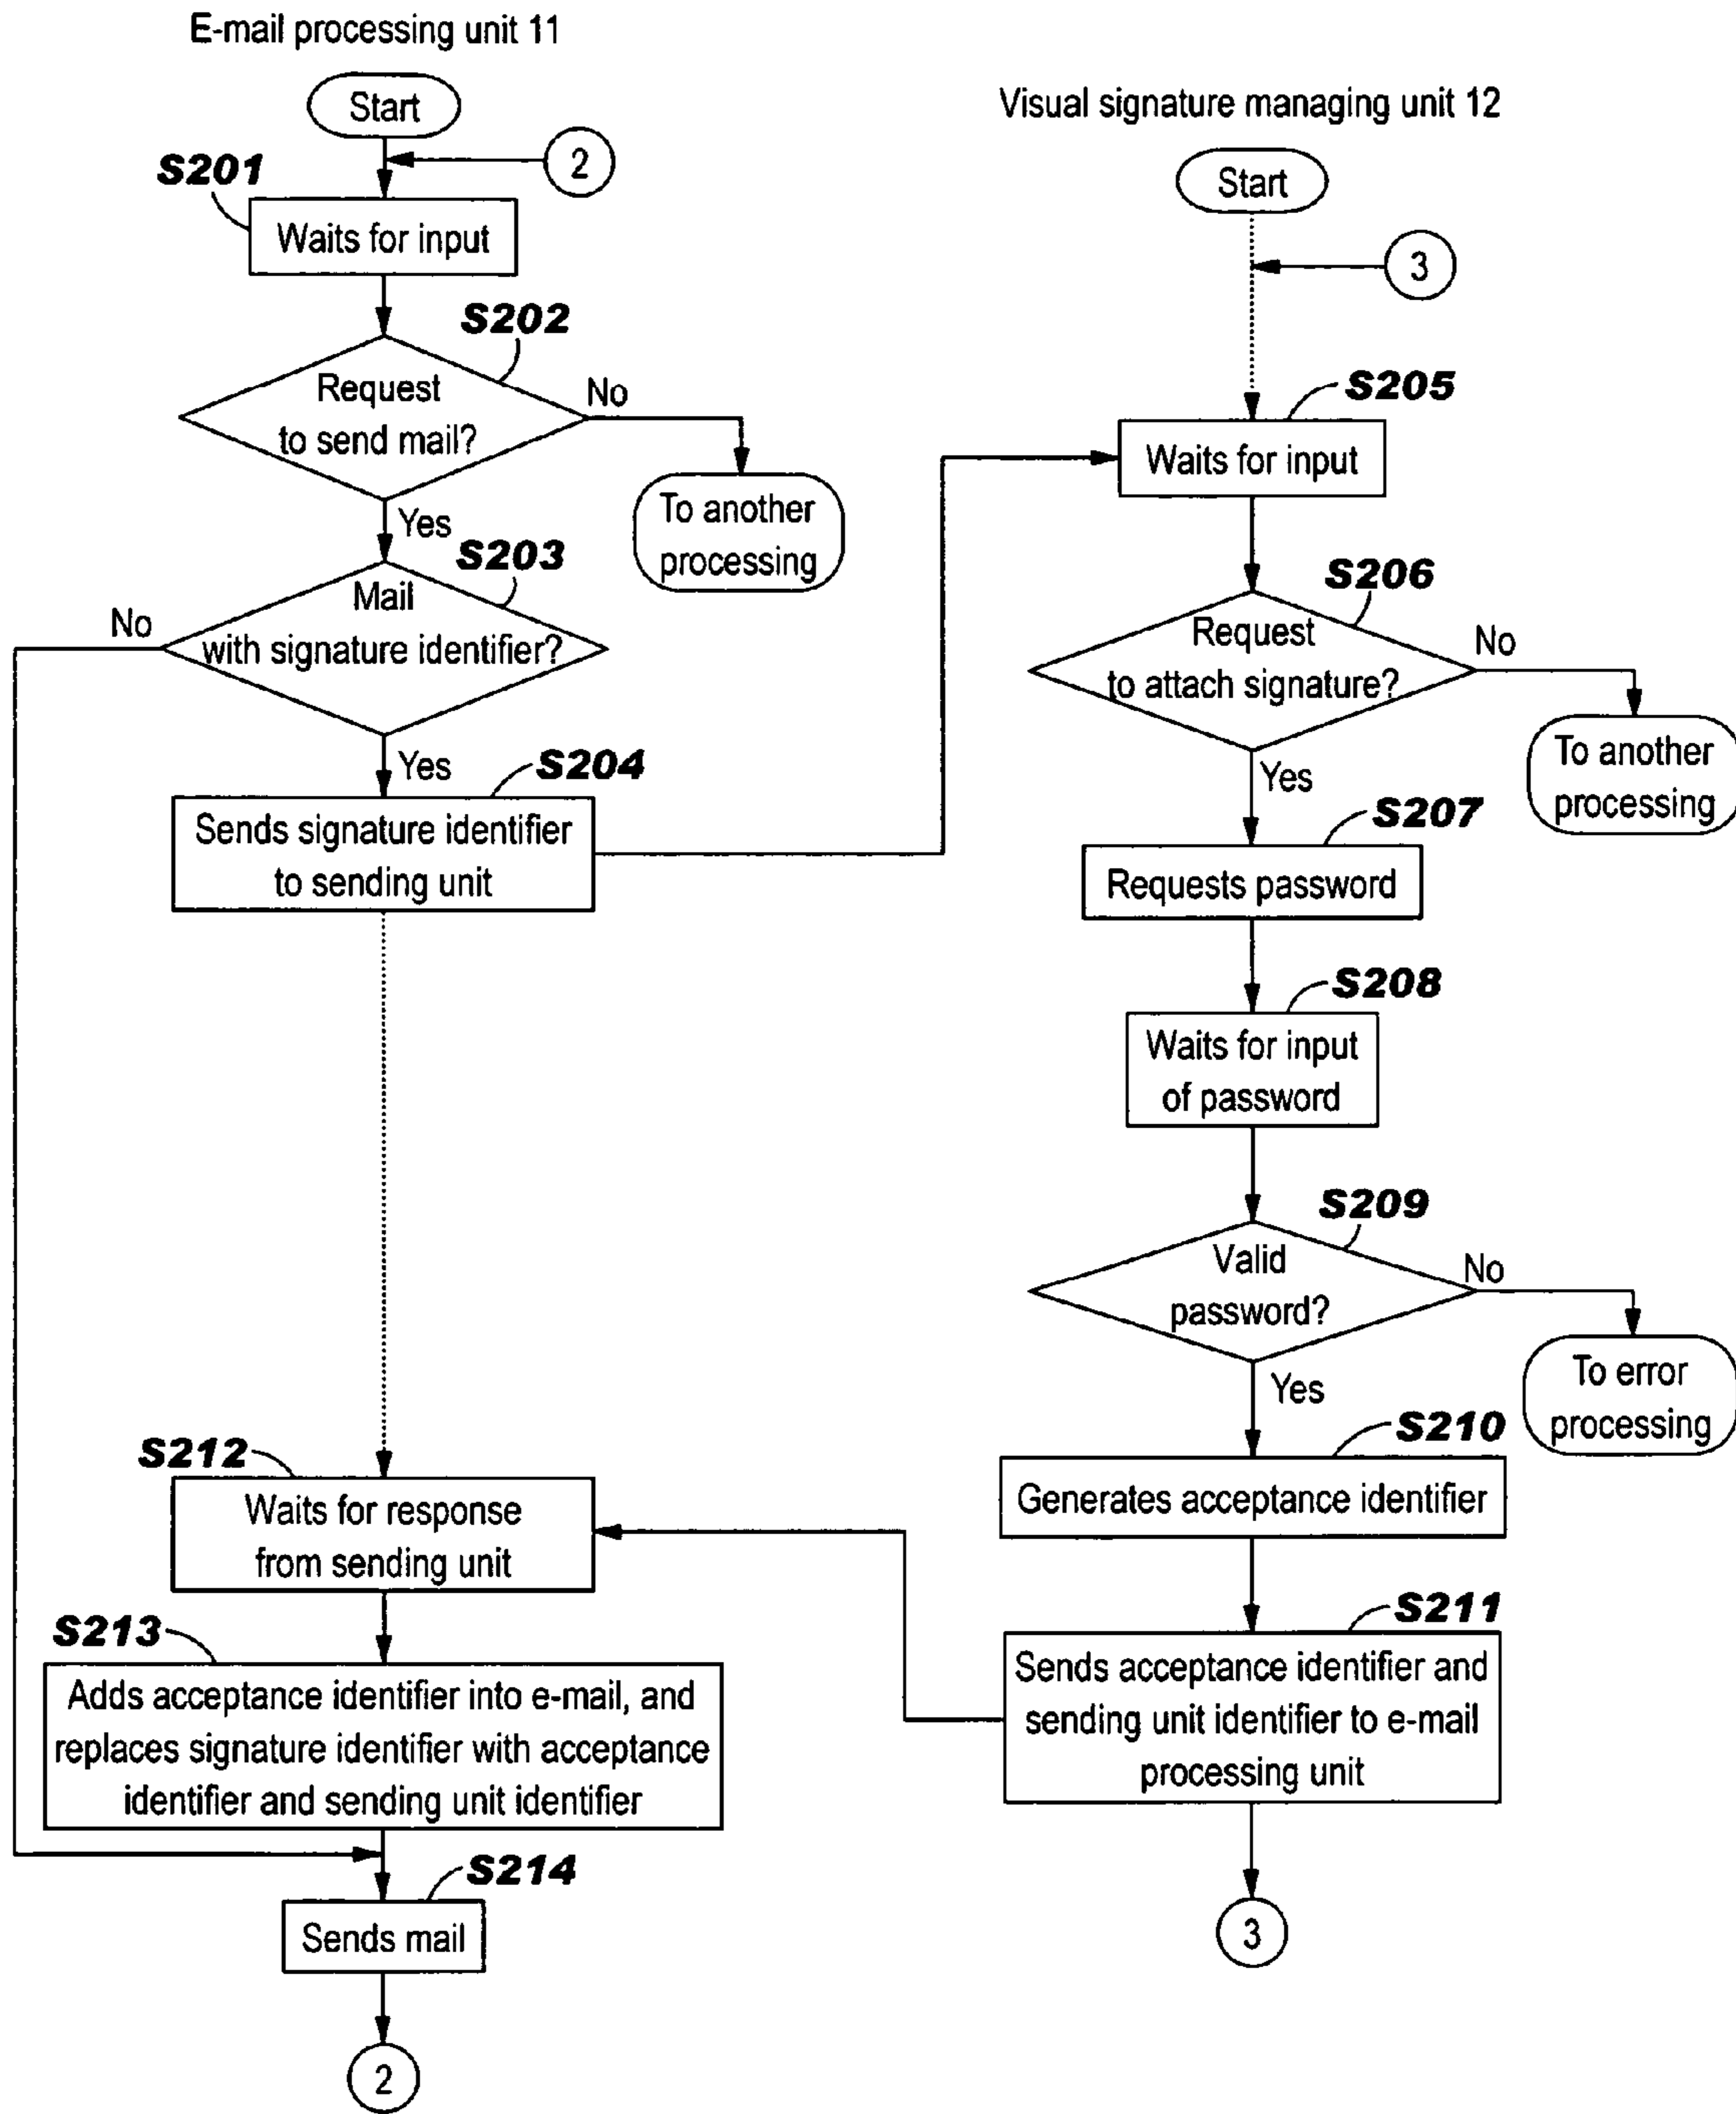 E-mail processing unit 11
Start
2
S201
Waits for input
S202
Request
to send mail?
No
To another
processing
Yes
S203
Mail
with signature identifier?
No
Yes
S204
Sends signature identifier
to sending unit
S212
Waits for response
from sending unit
S213
Adds acceptance identifier into e-mail, and
replaces signature identifier with acceptance
identifier and sending unit identifier
S214
Sends mail
2
Visual signature managing unit 12
Start
3
S205
Waits for input
S206
Request
to attach signature?
No
To another
processing
Yes
S207
Requests password
S208
Waits for input
of password
S209
Valid
password?
No
To error
processing
Yes
S210
Generates acceptance identifier
S211
Sends acceptance identifier and
sending unit identifier to e-mail
processing unit
3